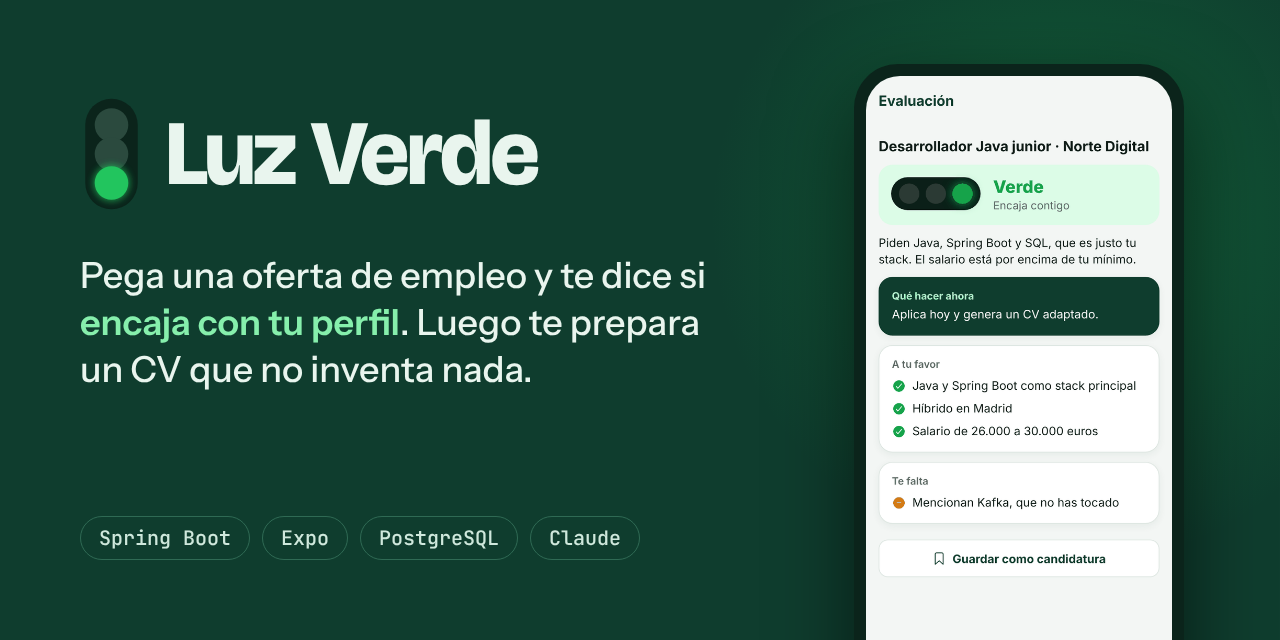 Luz Verde
Pega una oferta de empleo y te dice si
encaja con tu perfil. Luego te prepara
un CV que no inventa nada.
Spring Boot
Expo
PostgreSQL
Claude
Evaluación
Desarrollador Java junior · Norte Digital
Verde
Encaja contigo
Piden Java, Spring Boot y SQL, que es justo tu
stack. El salario está por encima de tu mínimo.
Qué hacer ahora
Aplica hoy y genera un CV adaptado.
A tu favor
Java y Spring Boot como stack principal
Híbrido en Madrid
Salario de 26.000 a 30.000 euros
Te falta
Mencionan Kafka, que no has tocado
Guardar como candidatura